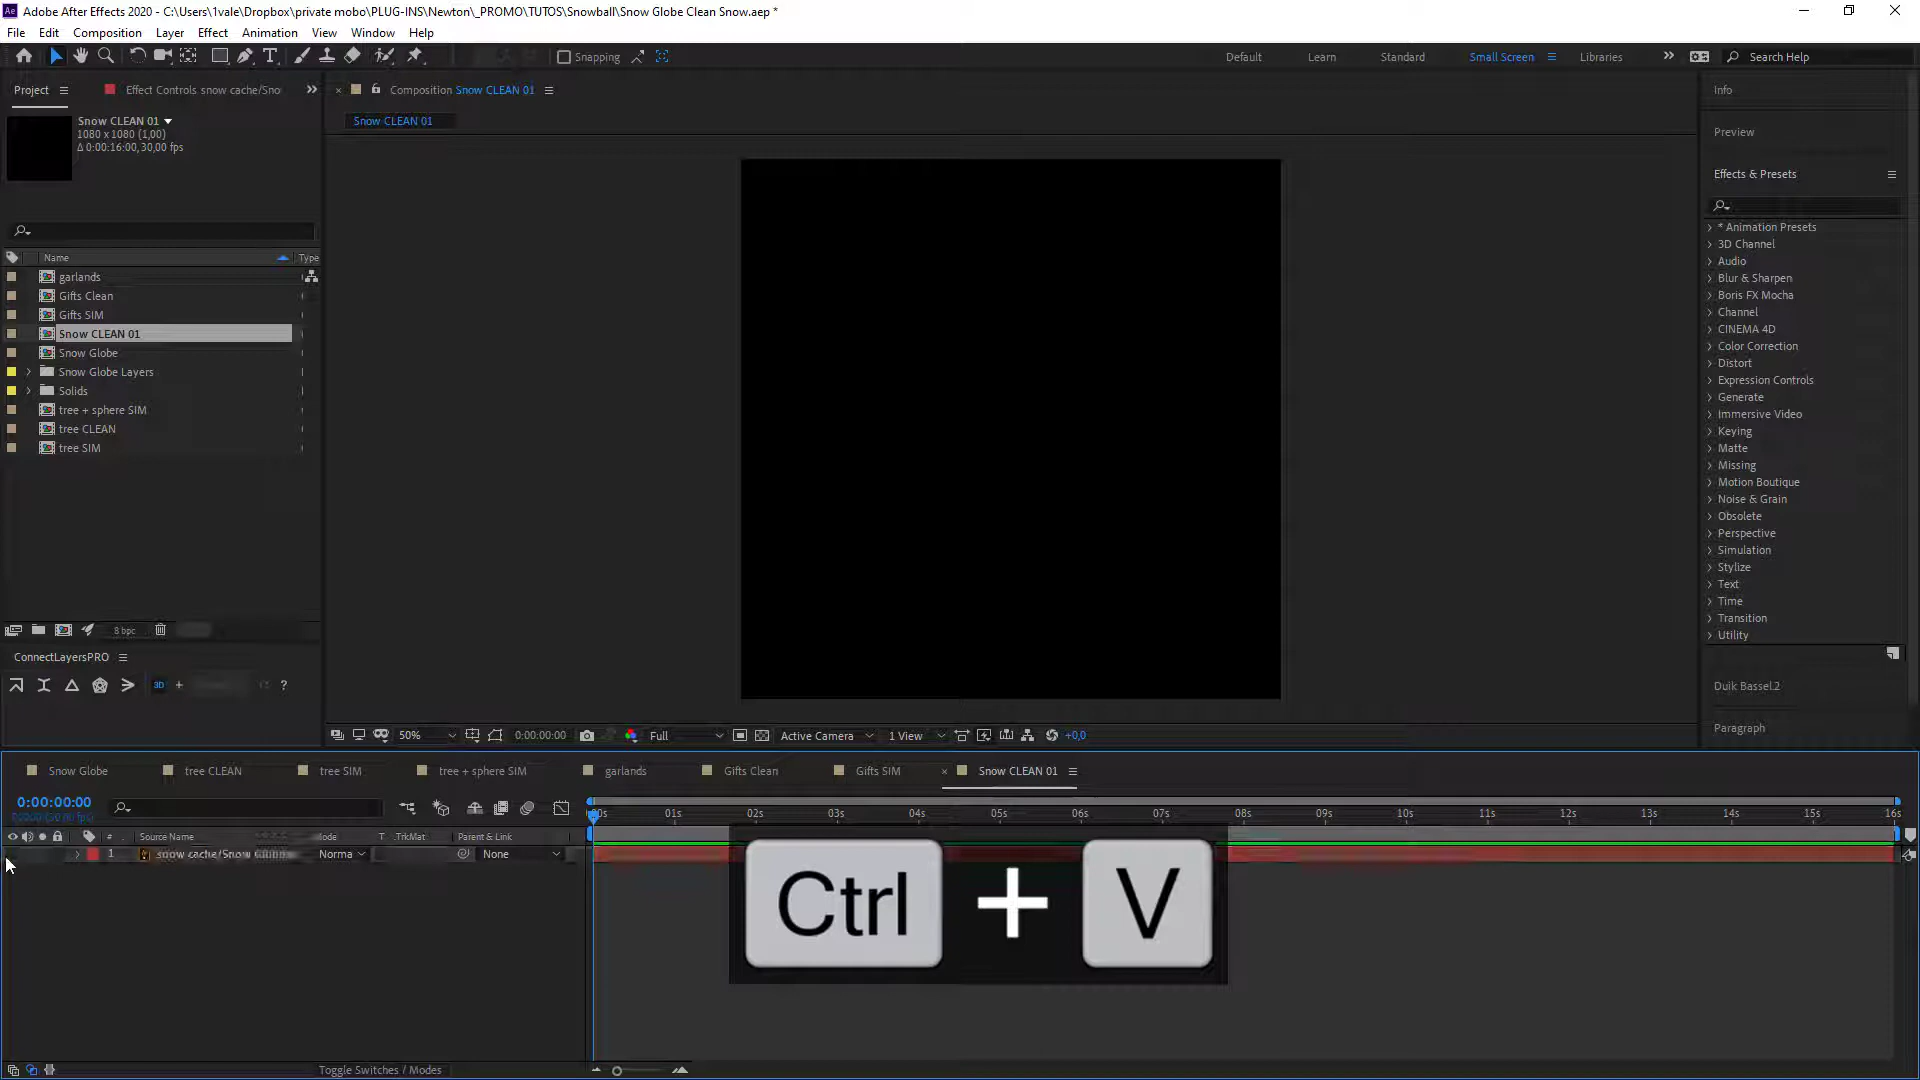 Adobe After Effects 2020 - C:\Users\1vale\Dropbox\private mobo\PLUG-INS\Newton\_PROMO\TUTOS\Snowball\Snow Globe Clean Snow.aep *
File Edit Composition Layer Effect Animation View Window Help
Snapping Default Learn Standard Small Screen Libraries Search Help
Project Effect Controls snow cache/Sno Composition Snow CLEAN 01 Info
Snow CLEAN 01
1080 x 1080 (1,00)
Δ 0:00:16:00, 30,00 fps
Snow CLEAN 01
Preview
Effects & Presets
Name Type
garlands
Gifts Clean
Gifts SIM
Snow CLEAN 01
Snow Globe
Snow Globe Layers
Solids
tree + sphere SIM
tree CLEAN
tree SIM
* Animation Presets
3D Channel
Audio
Blur & Sharpen
Boris FX Mocha
Channel
CINEMA 4D
Color Correction
Distort
Expression Controls
Generate
Immersive Video
Keying
Matte
Missing
Motion Boutique
Noise & Grain
Obsolete
Perspective
Simulation
Stylize
Text
Time
Transition
Utility
8 bpc
ConnectLayersPRO
3D + ?
Duik Bassel.2
Paragraph
50% 0:00:00:00 Full Active Camera 1 View +0,0
Snow Globe tree CLEAN tree SIM tree + sphere SIM garlands Gifts Clean Gifts SIM Snow CLEAN 01
0:00:00:00
00s 01s 02s 03s 04s 05s 06s 07s 08s 09s 10s 11s 12s 13s 14s 15s 16s
# Source Name Mode T .TrkMat Parent & Link
1 snow cache/Snow Norma None
Ctrl + V
Toggle Switches / Modes